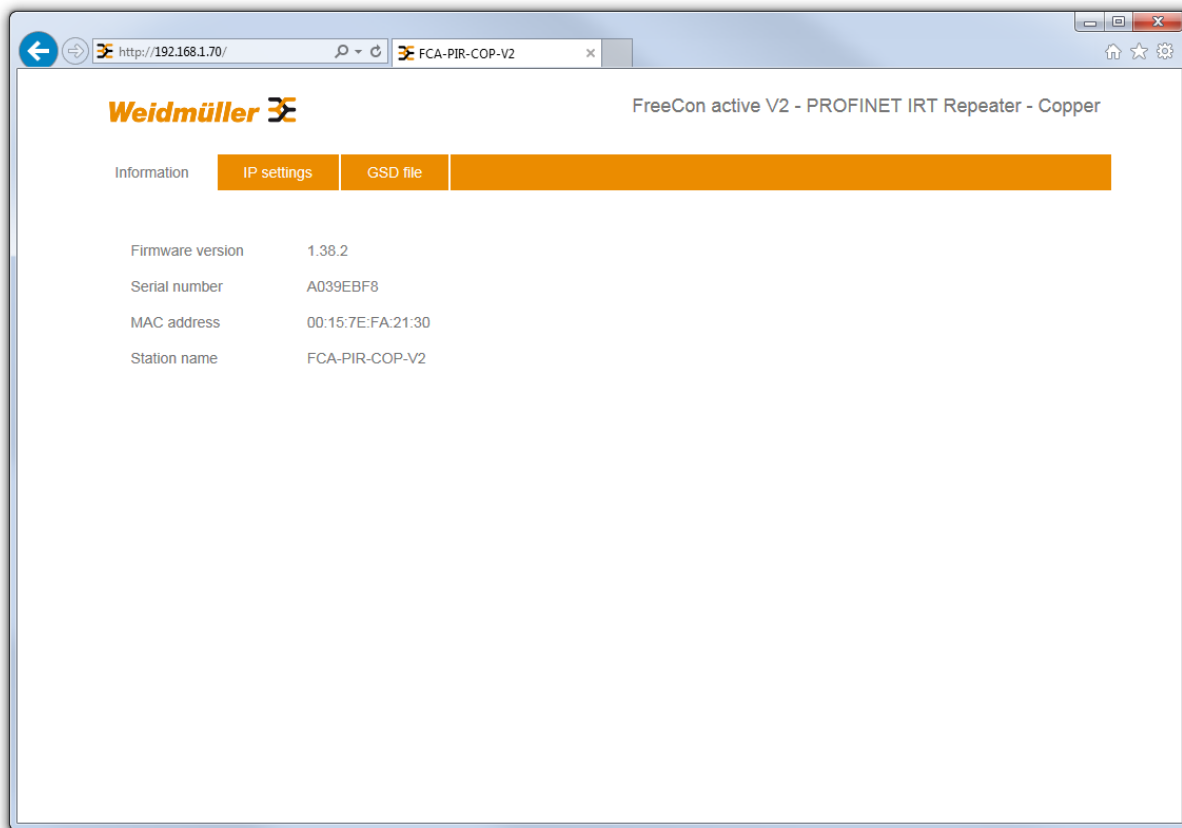 http://192.168.1.70/
FCA-PIR-COP-V2
Weidmüller
FreeCon active V2 - PROFINET IRT Repeater - Copper
Information IP settings GSD file
Firmware version 1.38.2
Serial number A039EBF8
MAC address 00:15:7E:FA:21:30
Station name FCA-PIR-COP-V2